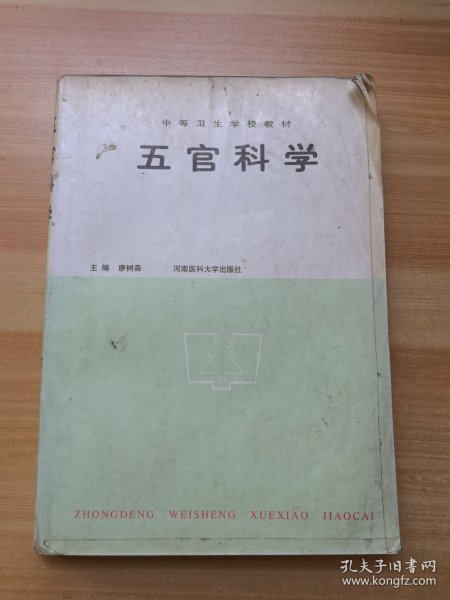 中等卫生学校教材
五官科学
主编 廖树森 河南医科大学出版社
ZHONGDENG WEISHENG XUEXIAO JIAOCAI
孔夫子旧书网
www.kongfz.com